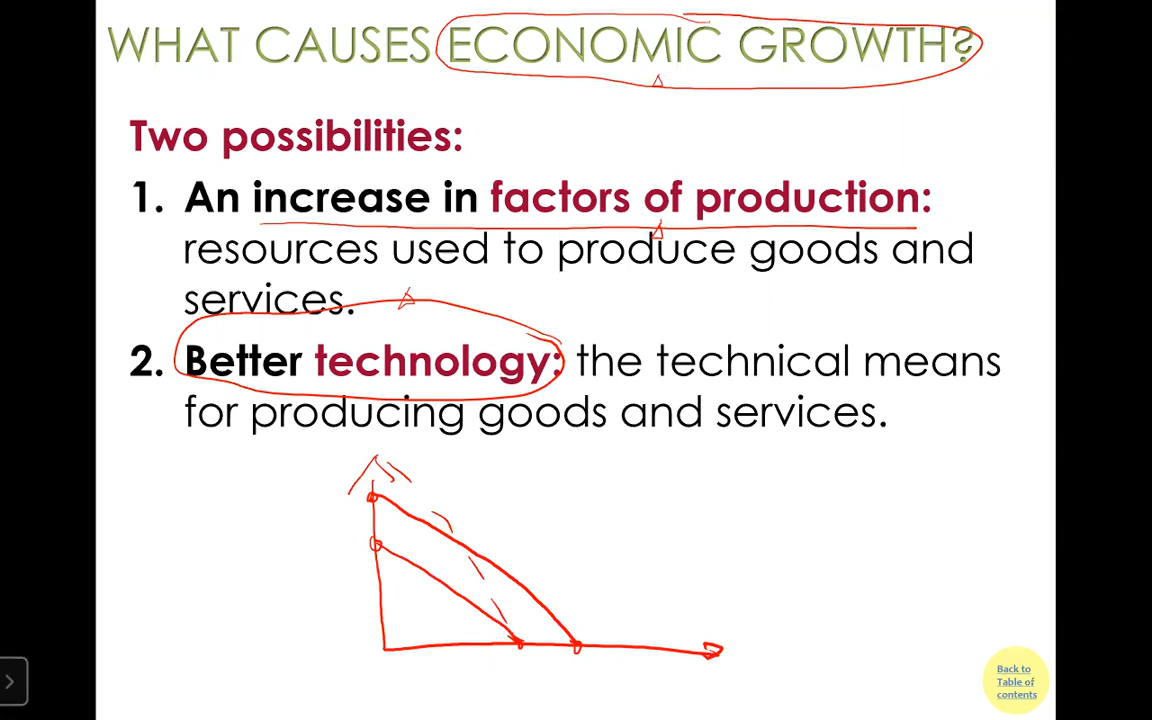 WHAT CAUSES ECONOMIC GROWTH?
Two possibilities:
1. An increase in factors of production:
resources used to produce goods and
services.
2. Better technology: the technical means
for producing goods and services.
Back to
Table of
contents